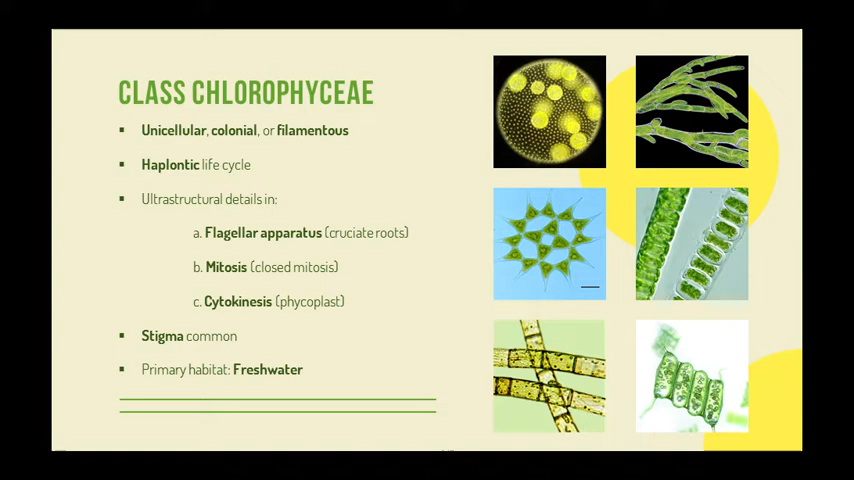 CLASS CHLOROPHYCEAE
▪ Unicellular, colonial, or filamentous
▪ Haplontic life cycle
▪ Ultrastructural details in:
a. Flagellar apparatus (cruciate roots)
b. Mitosis (closed mitosis)
c. Cytokinesis (phycoplast)
▪ Stigma common
▪ Primary habitat: Freshwater